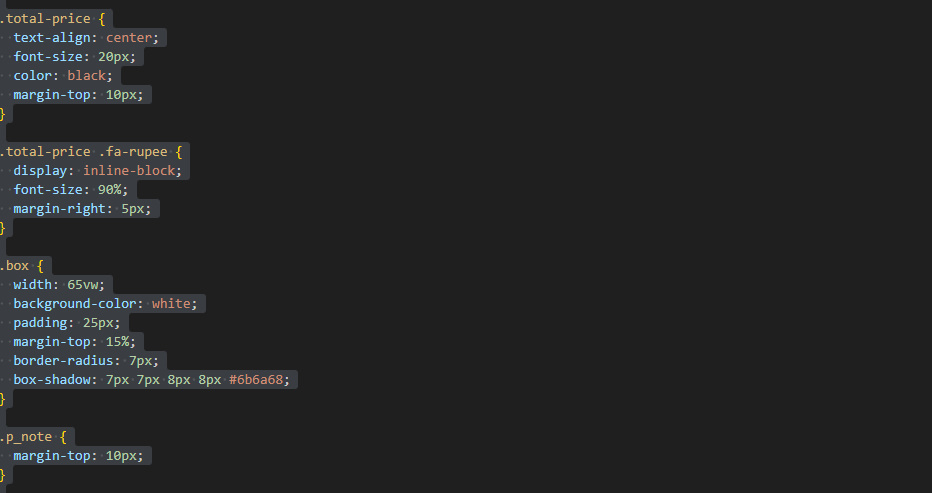 .total-price {
  text-align: center;
  font-size: 20px;
  color: black;
  margin-top: 10px;
}

.total-price .fa-rupee {
  display: inline-block;
  font-size: 90%;
  margin-right: 5px;
}

.box {
  width: 65vw;
  background-color: white;
  padding: 25px;
  margin-top: 15%;
  border-radius: 7px;
  box-shadow: 7px 7px 8px 8px #6b6a68;
}

.p_note {
  margin-top: 10px;
}